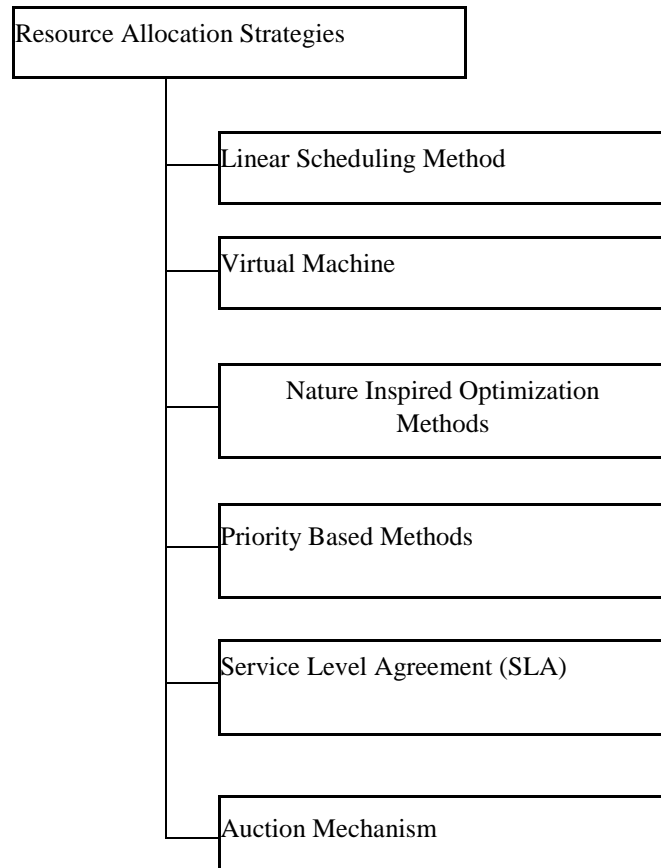 Resource Allocation Strategies
Linear Scheduling Method
Virtual Machine
Nature Inspired Optimization
Methods
Priority Based Methods
Service Level Agreement (SLA)
Auction Mechanism